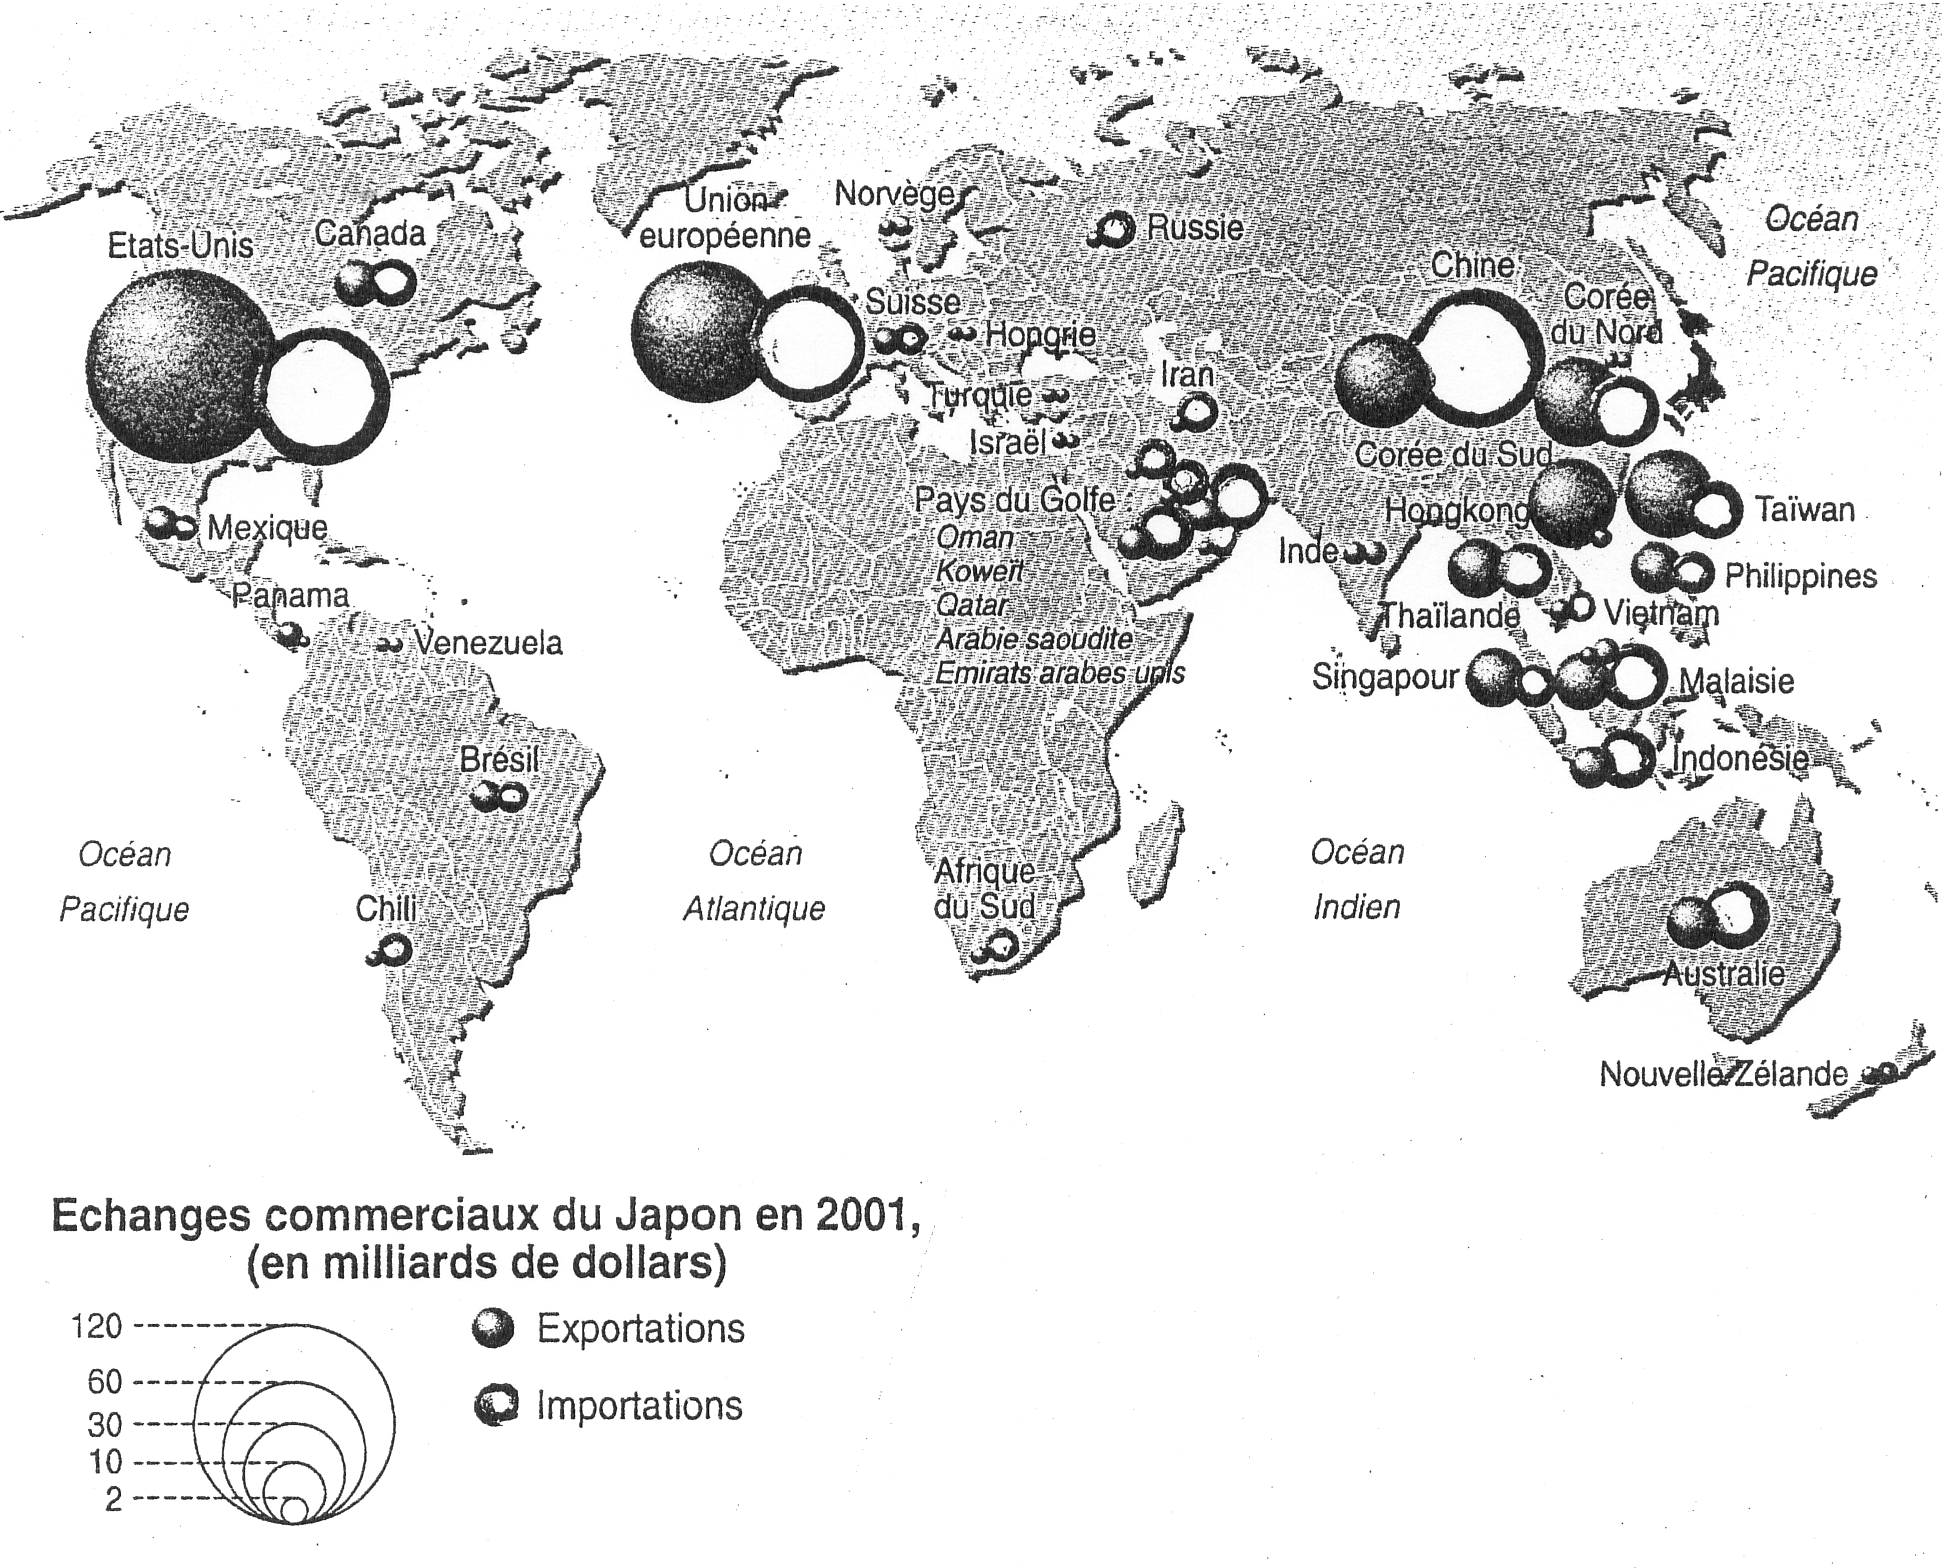 Union
européenne
Norvège
Russie
Océan
Pacifique
Etats-Unis
Canada
Suisse
Hongrie
Chine
Corée
du Nord
Turquie
Iran
Israël
Corée du Sud
Pays du Golfe :
Oman
Koweït
Qatar
Arabie saoudite
Emirats arabes unis
Hongkong
Taïwan
Mexique
Inde
Philippines
Panama
Thaïlande
Vietnam
Venezuela
Singapour
Malaisie
Brésil
Indonésie
Océan
Pacifique
Océan
Atlantique
Océan
Indien
Chili
Afrique
du Sud
Australie
Nouvelle Zélande
Echanges commerciaux du Japon en 2001,
(en milliards de dollars)
120
60
30
10
2
Exportations
Importations